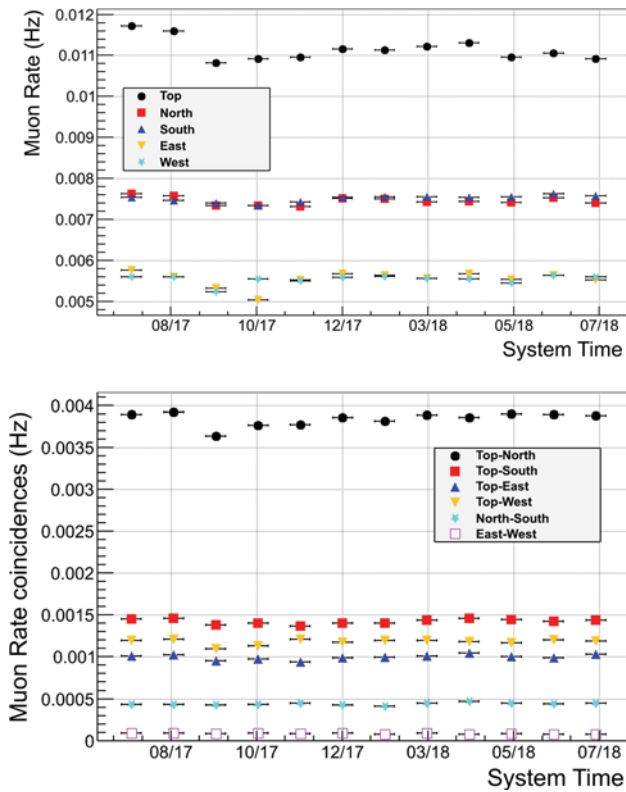 Muon Rate (Hz)
0.012
0.011
0.01
0.009
0.008
0.007
0.006
0.005
Top
North
South
East
West
08/17
10/17
12/17
03/18
05/18
07/18
System Time
Muon Rate coincidences (Hz)
0.004
0.0035
0.003
0.0025
0.002
0.0015
0.001
0.0005
0
Top-North
Top-South
Top-East
Top-West
North-South
East-West
08/17
10/17
12/17
03/18
05/18
07/18
System Time